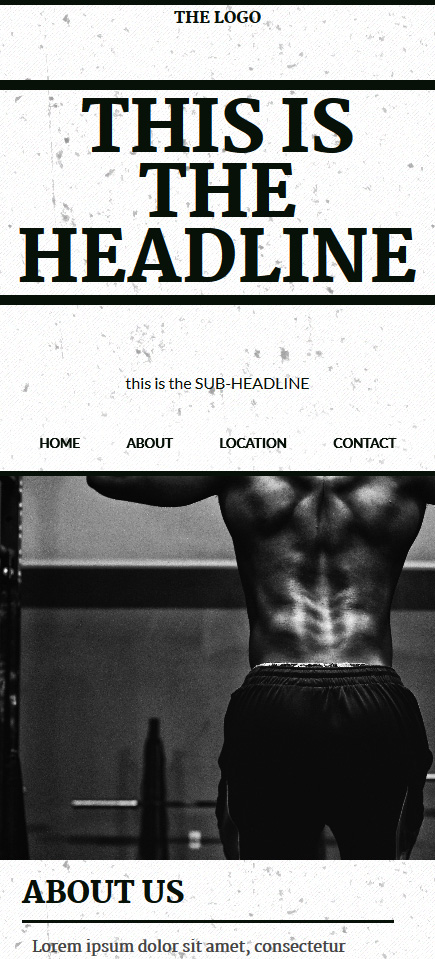 THE LOGO
THIS IS
THE
HEADLINE
this is the SUB-HEADLINE
HOME ABOUT LOCATION CONTACT
ABOUT US
Lorem ipsum dolor sit amet, consectetur